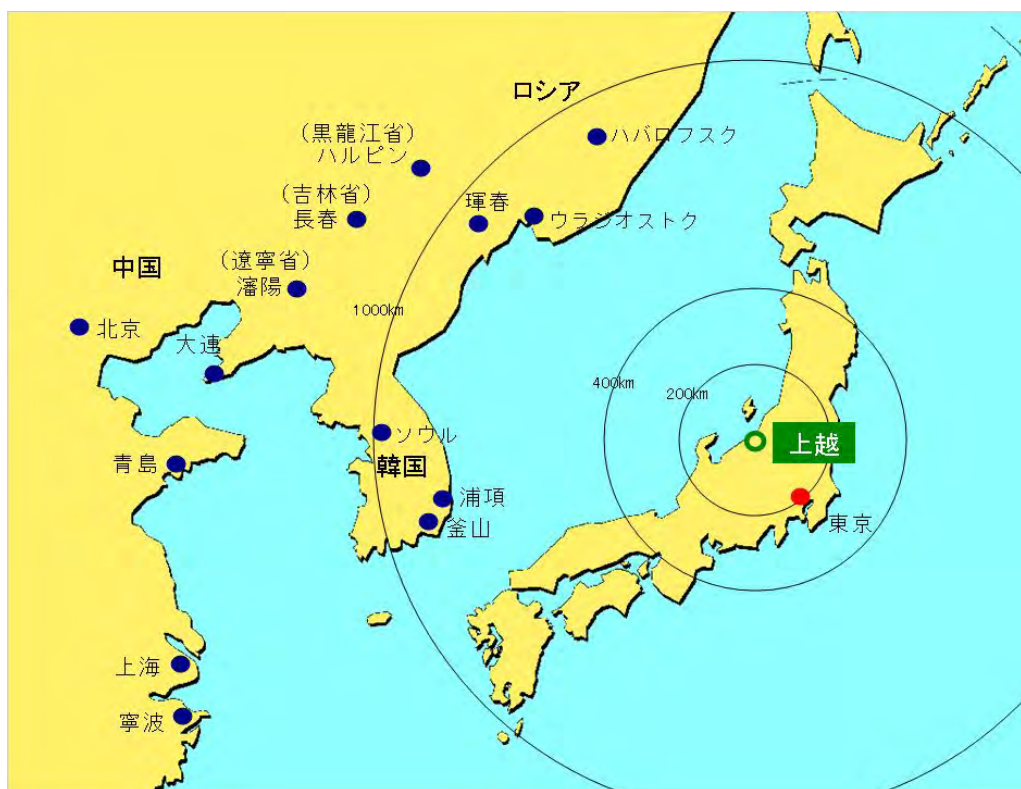 ロシア
ハバロフスク
(黒龍江省)
ハルピン
(吉林省)
長春
琿春
ウラジオストク
中国
(遼寧省)
瀋陽
1000km
北京
大連
400km
200km
ソウル
上越
韓国
青島
浦項
釜山
東京
上海
寧波